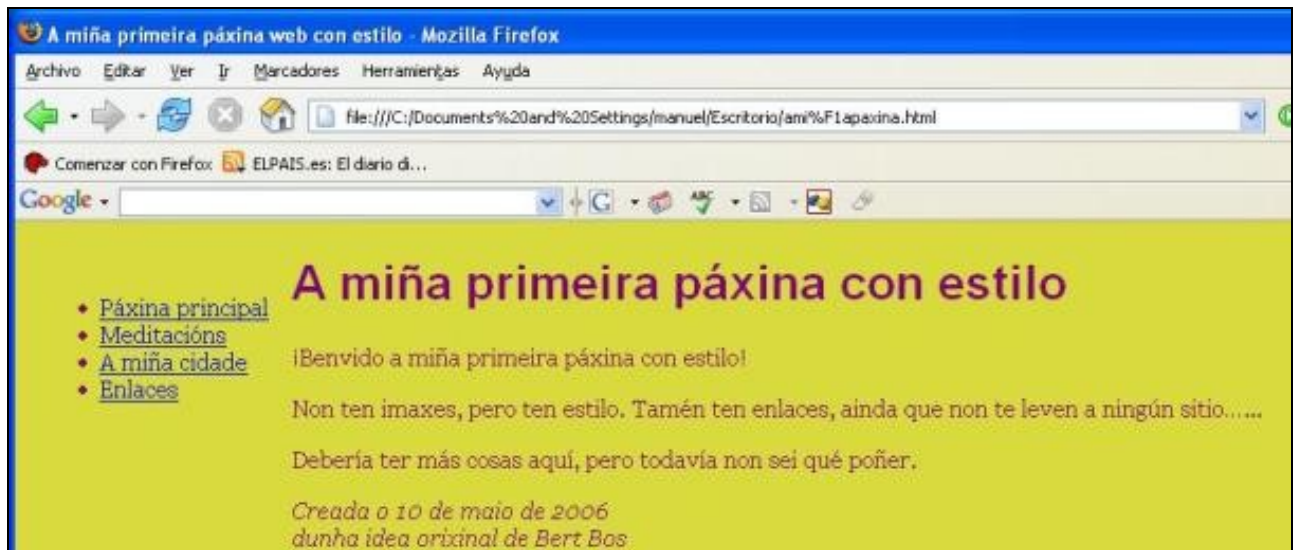 A miña primeira páxina web con estilo - Mozilla Firefox
Archivo Editar Ver Ir Marcadores Herramientas Ayuda
file:///C:/Documents%20and%20Settings/manuel/Escritorio/ami%F1apaxina.html
Comenzar con Firefox ELPAIS.es: El diario di...
Google G ABC
A miña primeira páxina con estilo
Páxina principal
Meditacións
A miña cidade
Enlaces
¡Benvido a miña primeira páxina con estilo!
Non ten imaxes, pero ten estilo. Tamén ten enlaces, ainda que non te leven a ningún sitio......
Debería ter más cosas aquí, pero todavía non sei qué poñer.
Creada o 10 de maio de 2006
dunha idea orixinal de Bert Bos